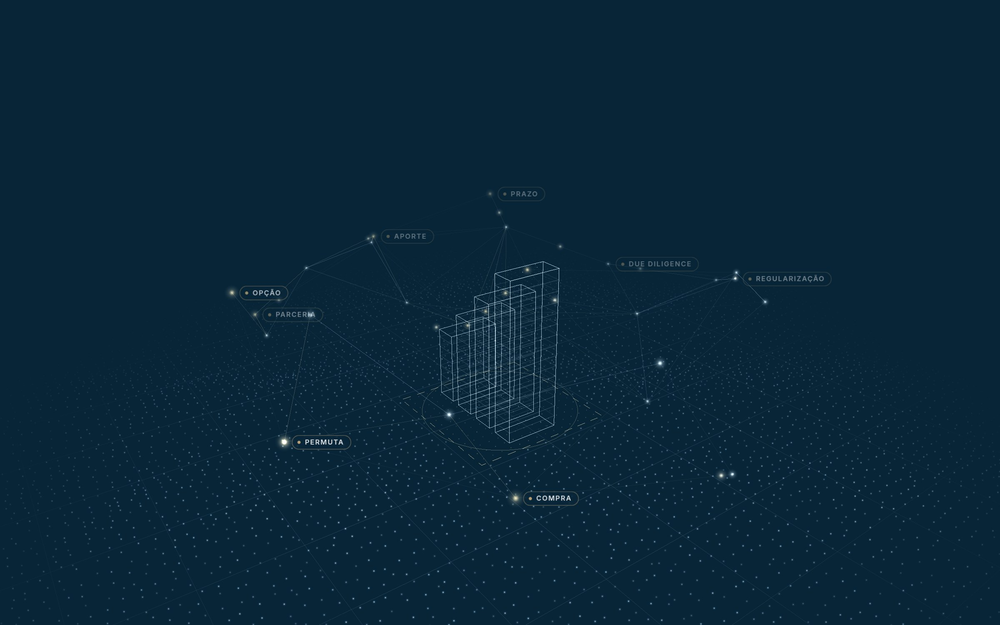 PRAZO
APORTE
DUE DILIGENCE
REGULARIZAÇÃO
OPÇÃO
PARCERIA
PERMUTA
COMPRA